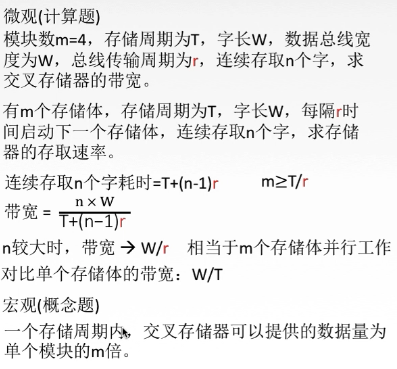 微观(计算题)
模块数m=4，存储周期为T，字长W，数据总线宽
度为W，总线传输周期为r，连续存取n个字，求
交叉存储器的带宽。
有m个存储体，存储周期为T，字长W，每隔r时
间启动下一个存储体，连续存取n个字，求存储
器的存取速率。
连续存取n个字耗时=T+(n-1)r m≥T/r
带宽 = n × W / T+(n−1)r
n较大时，带宽 → W/r 相当于m个存储体并行工作
对比单个存储体的带宽：W/T
宏观(概念题)
一个存储周期内，交叉存储器可以提供的数据量为
单个模块的m倍。